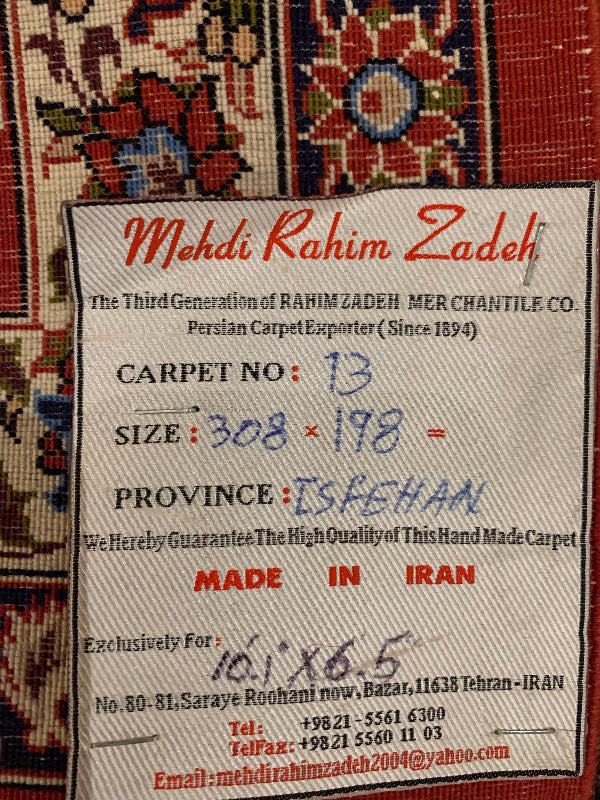 Mehdi Rahim Zadeh
The Third Generation of RAHIM ZADEH MERCHANTILE CO.
Persian Carpet Exporter ( Since 1894)
CARPET NO: 13
SIZE: 308 × 198 =
PROVINCE: ISFEHAN
We Hereby Guarantee The High Quality of This Hand Made Carpet
MADE IN IRAN
Exclusively For:
10.1 X 6.5
No.80-81, Saraye Roohani now, Bazar, 11638 Tehran-IRAN
Tel: +9821-5561 6300
TelFax: +9821 5560 11 03
Email:mehdirahimzadeh2004@yahoo.com